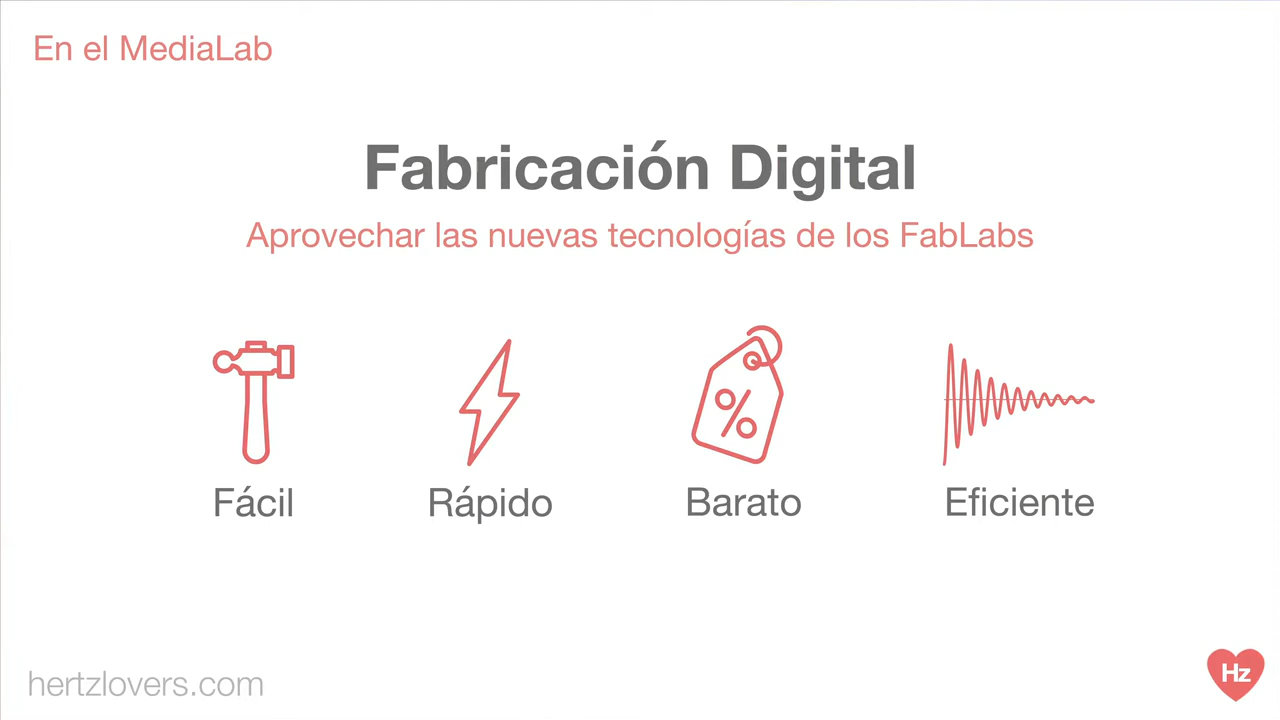 En el MediaLab
Fabricación Digital
Aprovechar las nuevas tecnologías de los FabLabs
%
Fácil
Rápido
Barato
Eficiente
hertzlovers.com
Hz